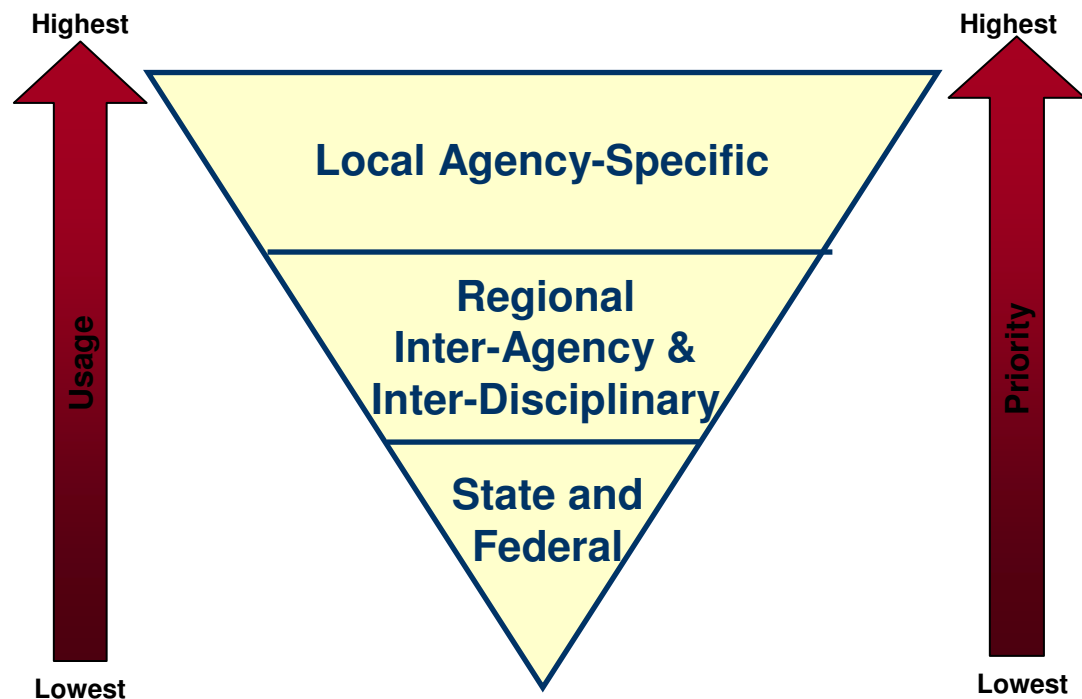 Highest
Highest
Local Agency-Specific
Regional
Inter-Agency &
Inter-Disciplinary
Usage
Priority
State and
Federal
Lowest
Lowest